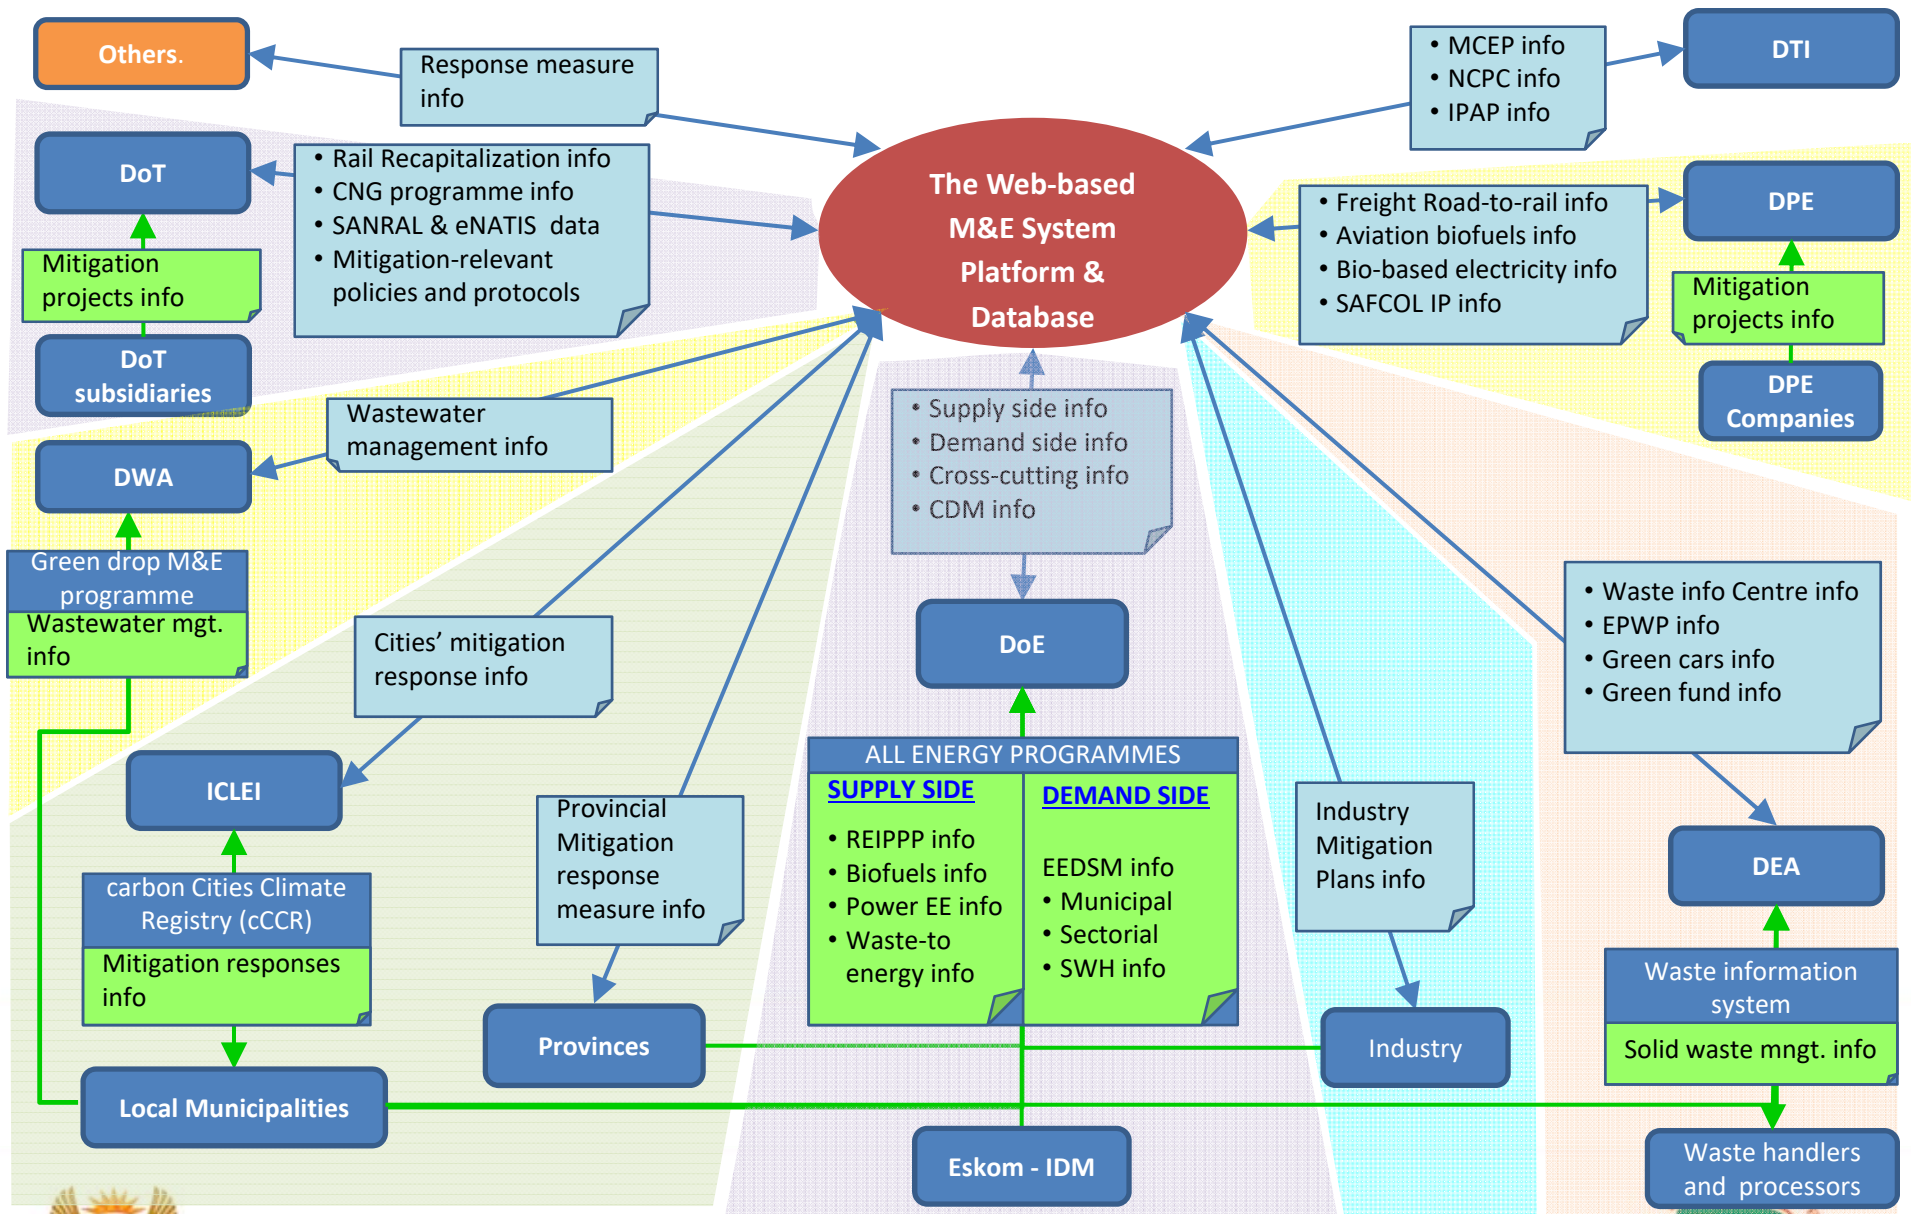 Others.
Response measure
info
• MCEP info
• NCPC info
• IPAP info
DTI
DoT
• Rail Recapitalization info
• CNG programme info
• SANRAL & eNATIS  data
• Mitigation-relevant
policies and protocols
The Web-based
M&E System
Platform &
Database
• Freight Road-to-rail info
• Aviation biofuels info
• Bio-based electricity info
• SAFCOL IP info
DPE
Mitigation
projects info
Mitigation
projects info
DoT
subsidiaries
DPE
Companies
Wastewater
management info
• Supply side info
• Demand side info
• Cross-cutting info
• CDM info
DWA
Green drop M&E
programme
Wastewater mgt.
info
Cities’ mitigation
response info
DoE
• Waste info Centre info
• EPWP info
• Green cars info
• Green fund info
ICLEI
Provincial
Mitigation
response
measure info
ALL ENERGY PROGRAMMES
SUPPLY SIDE
• REIPPP info
• Biofuels info
• Power EE info
• Waste-to
energy info
DEMAND SIDE
EEDSM info
• Municipal
• Sectorial
• SWH info
Industry
Mitigation
Plans info
DEA
carbon Cities Climate
Registry (cCCR)
Mitigation responses
info
Waste information
system
Solid waste mngt. info
Provinces
Industry
Local Municipalities
Eskom - IDM
Waste handlers
and  processors